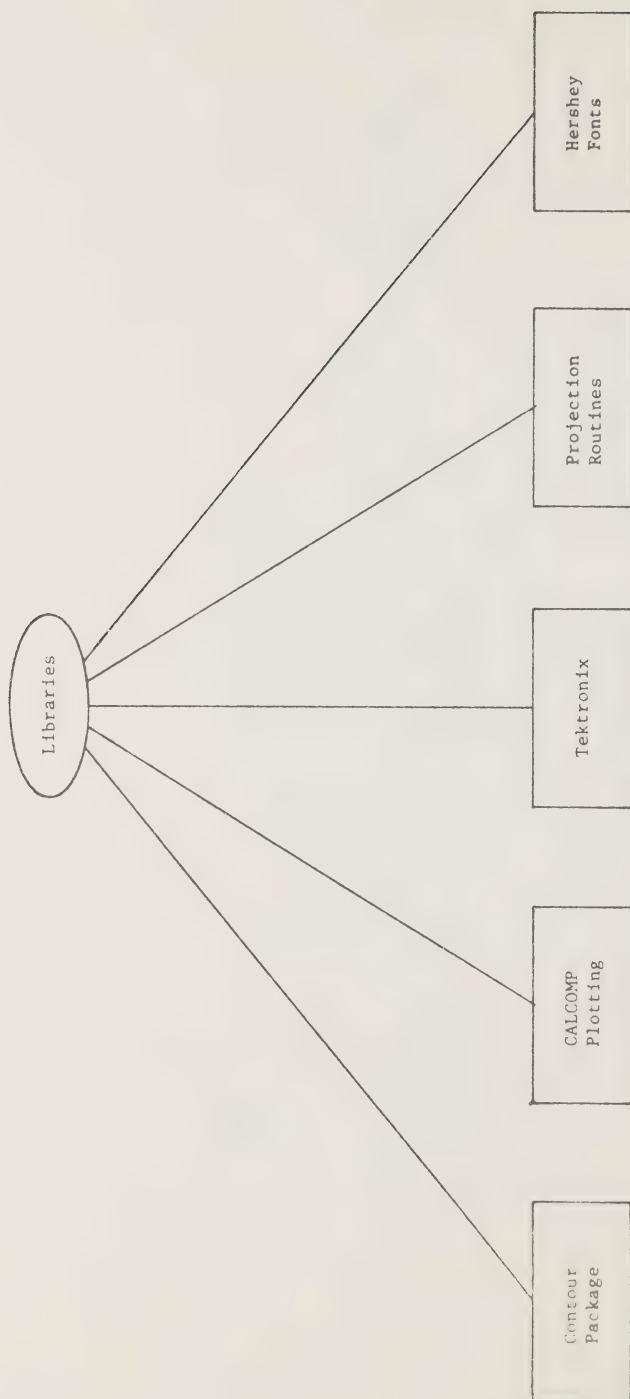 Libraries
Contour
Package
CALCOMP
Plotting
Tektronix
Projection
Routines
Hershey
Fonts